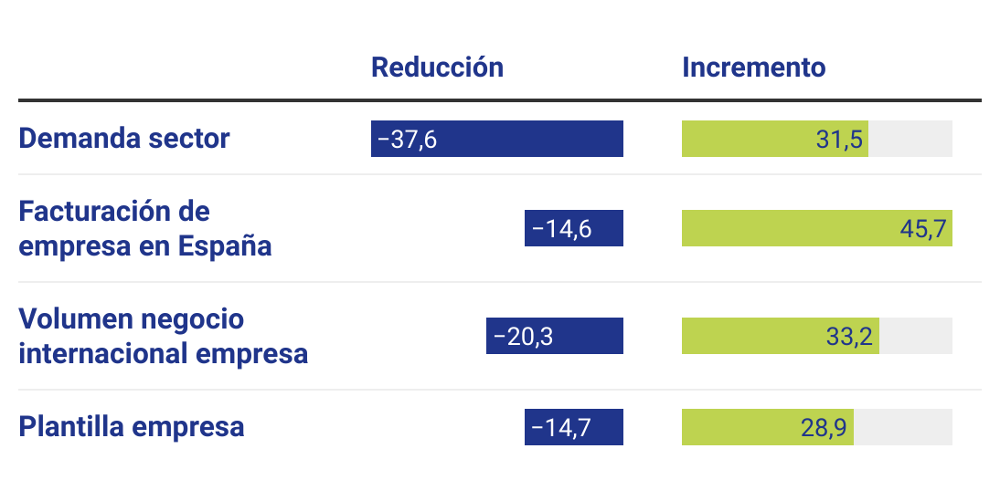 Reducción Incremento
Demanda sector −37,6 31,5
Facturación de
empresa en España −14,6 45,7
Volumen negocio
internacional empresa −20,3 33,2
Plantilla empresa −14,7 28,9